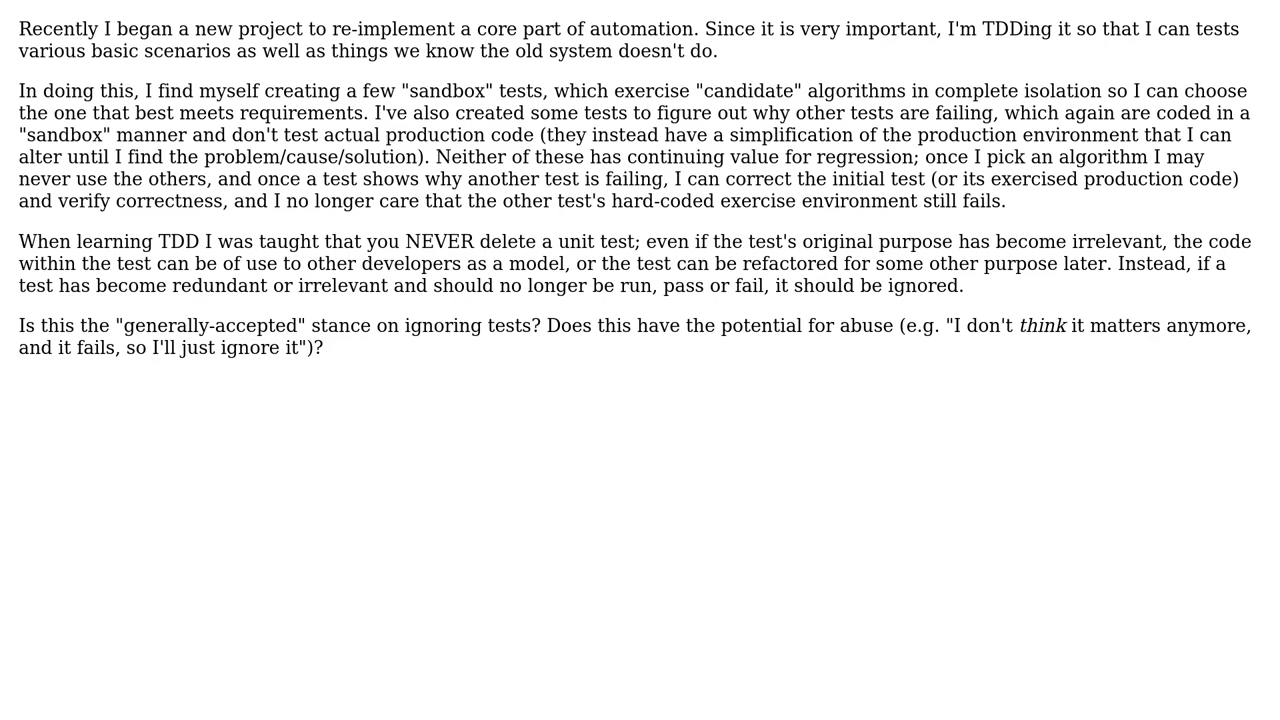 Recently I began a new project to re-implement a core part of automation. Since it is very important, I'm TDDing it so that I can tests
various basic scenarios as well as things we know the old system doesn't do.
In doing this, I find myself creating a few "sandbox" tests, which exercise "candidate" algorithms in complete isolation so I can choose
the one that best meets requirements. I've also created some tests to figure out why other tests are failing, which again are coded in a
"sandbox" manner and don't test actual production code (they instead have a simplification of the production environment that I can
alter until I find the problem/cause/solution). Neither of these has continuing value for regression; once I pick an algorithm I may
never use the others, and once a test shows why another test is failing, I can correct the initial test (or its exercised production code)
and verify correctness, and I no longer care that the other test's hard-coded exercise environment still fails.
When learning TDD I was taught that you NEVER delete a unit test; even if the test's original purpose has become irrelevant, the code
within the test can be of use to other developers as a model, or the test can be refactored for some other purpose later. Instead, if a
test has become redundant or irrelevant and should no longer be run, pass or fail, it should be ignored.
Is this the "generally-accepted" stance on ignoring tests? Does this have the potential for abuse (e.g. "I don't think it matters anymore,
and it fails, so I'll just ignore it")?